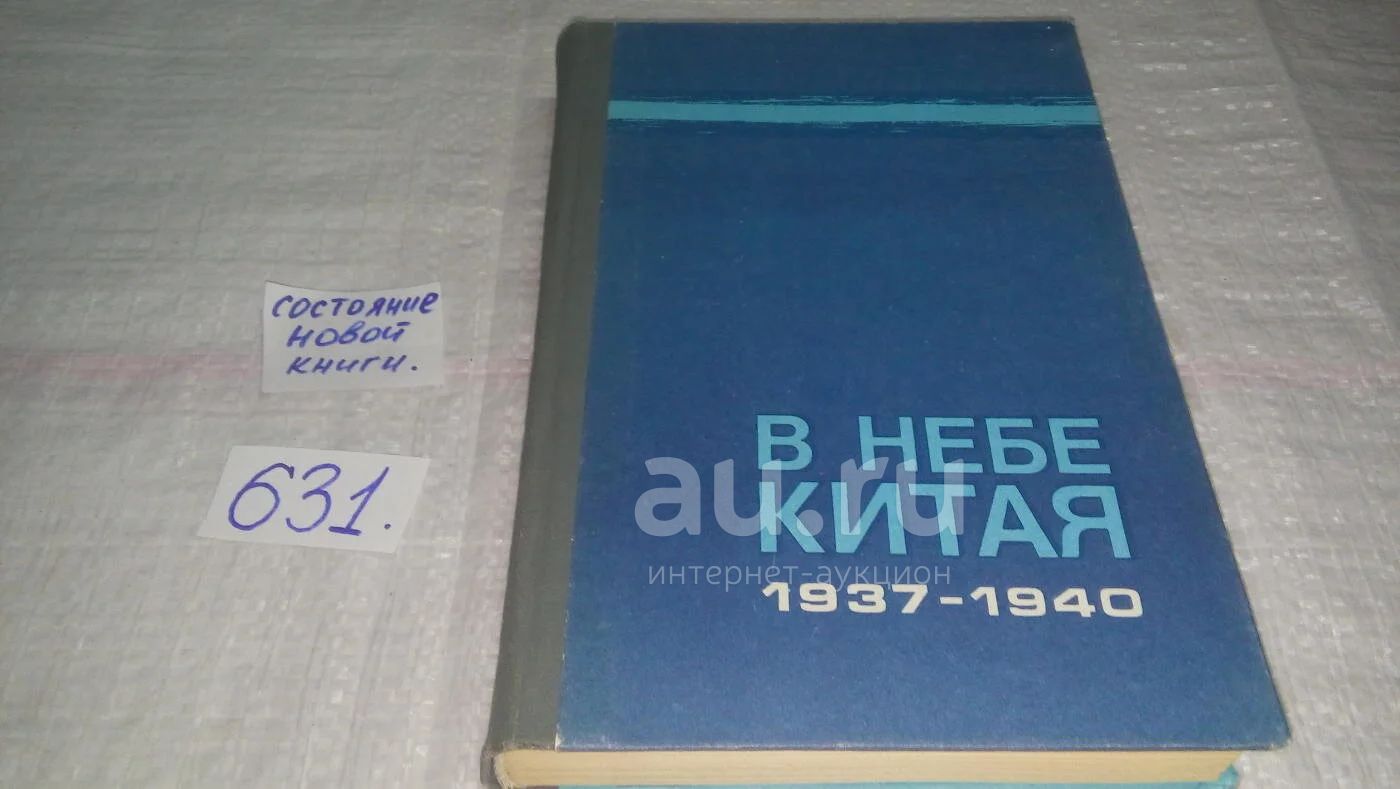 состояние
новой
книги.
631.
В НЕБЕ
КИТАЯ
1937-1940
au.ru
интернет-аукцион